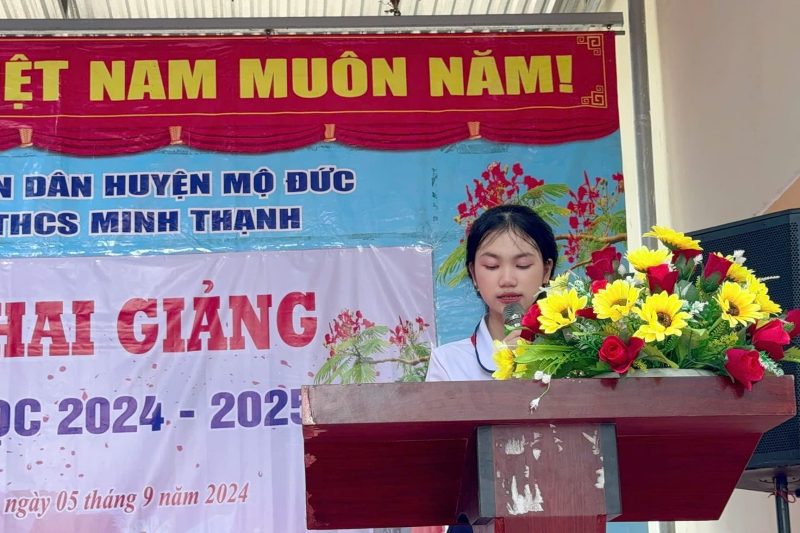 ỆT NAM MUÔN NĂM!
N DÂN HUYỆN MỘ ĐỨC
THCS MINH THẠNH
HAI GIẢNG
ỌC 2024 - 2025
ngày 05 tháng 9 năm 2024